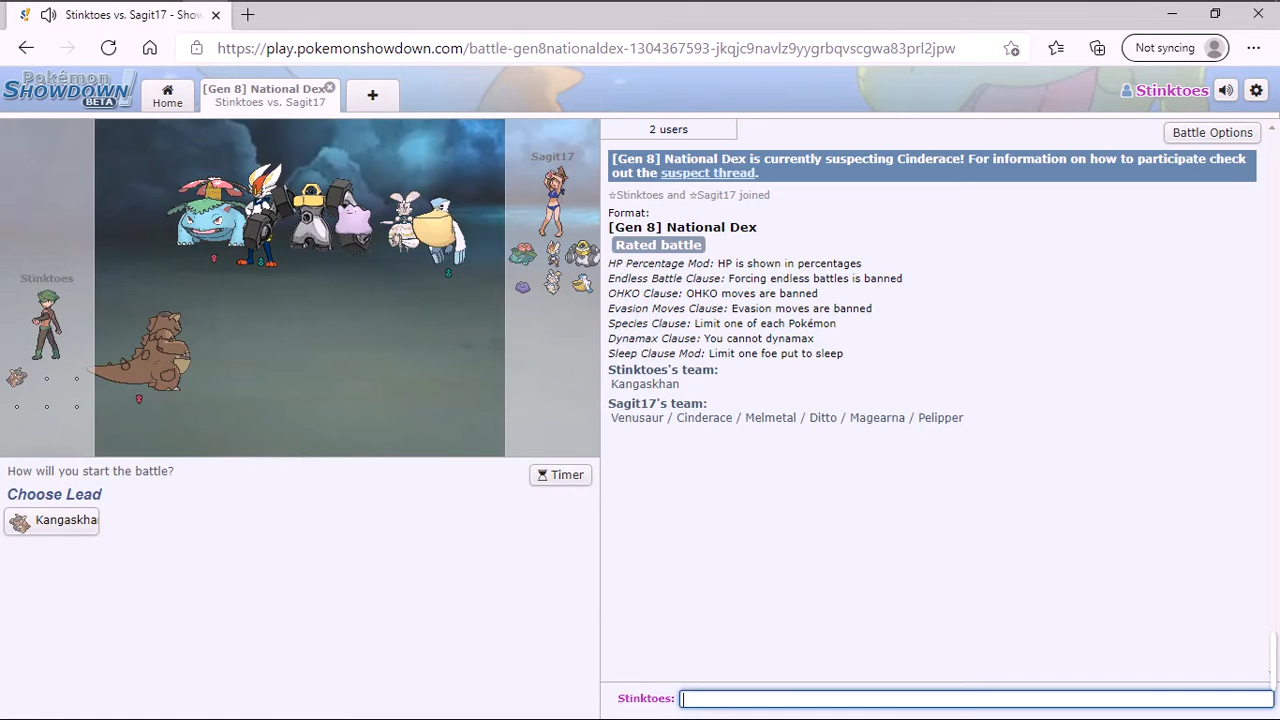 Stinktoes vs. Sagit17 - Show
Not syncing
https://play.pokemonshowdown.com/battle-gen8nationaldex-1304367593-jkqjc9navlz9yygrbqvscgwa83prl2jpw
Pokémon
Showdown
BETA
Home
[Gen 8] National Dex
Stinktoes vs. Sagit17
Stinktoes
2 users
Battle Options
[Gen 8] National Dex is currently suspecting Cinderace! For information on how to participate check
out the suspect thread.
☆Stinktoes and ☆Sagit17 joined
Format:
[Gen 8] National Dex
Rated battle
HP Percentage Mod: HP is shown in percentages
Endless Battle Clause: Forcing endless battles is banned
OHKO Clause: OHKO moves are banned
Evasion Moves Clause: Evasion moves are banned
Species Clause: Limit one of each Pokémon
Dynamax Clause: You cannot dynamax
Sleep Clause Mod: Limit one foe put to sleep
Stinktoes's team:
Kangaskhan
Sagit17's team:
Venusaur / Cinderace / Melmetal / Ditto / Magearna / Pelipper
Sagit17
Stinktoes
How will you start the battle?
Timer
Choose Lead
Kangaskha
Stinktoes: